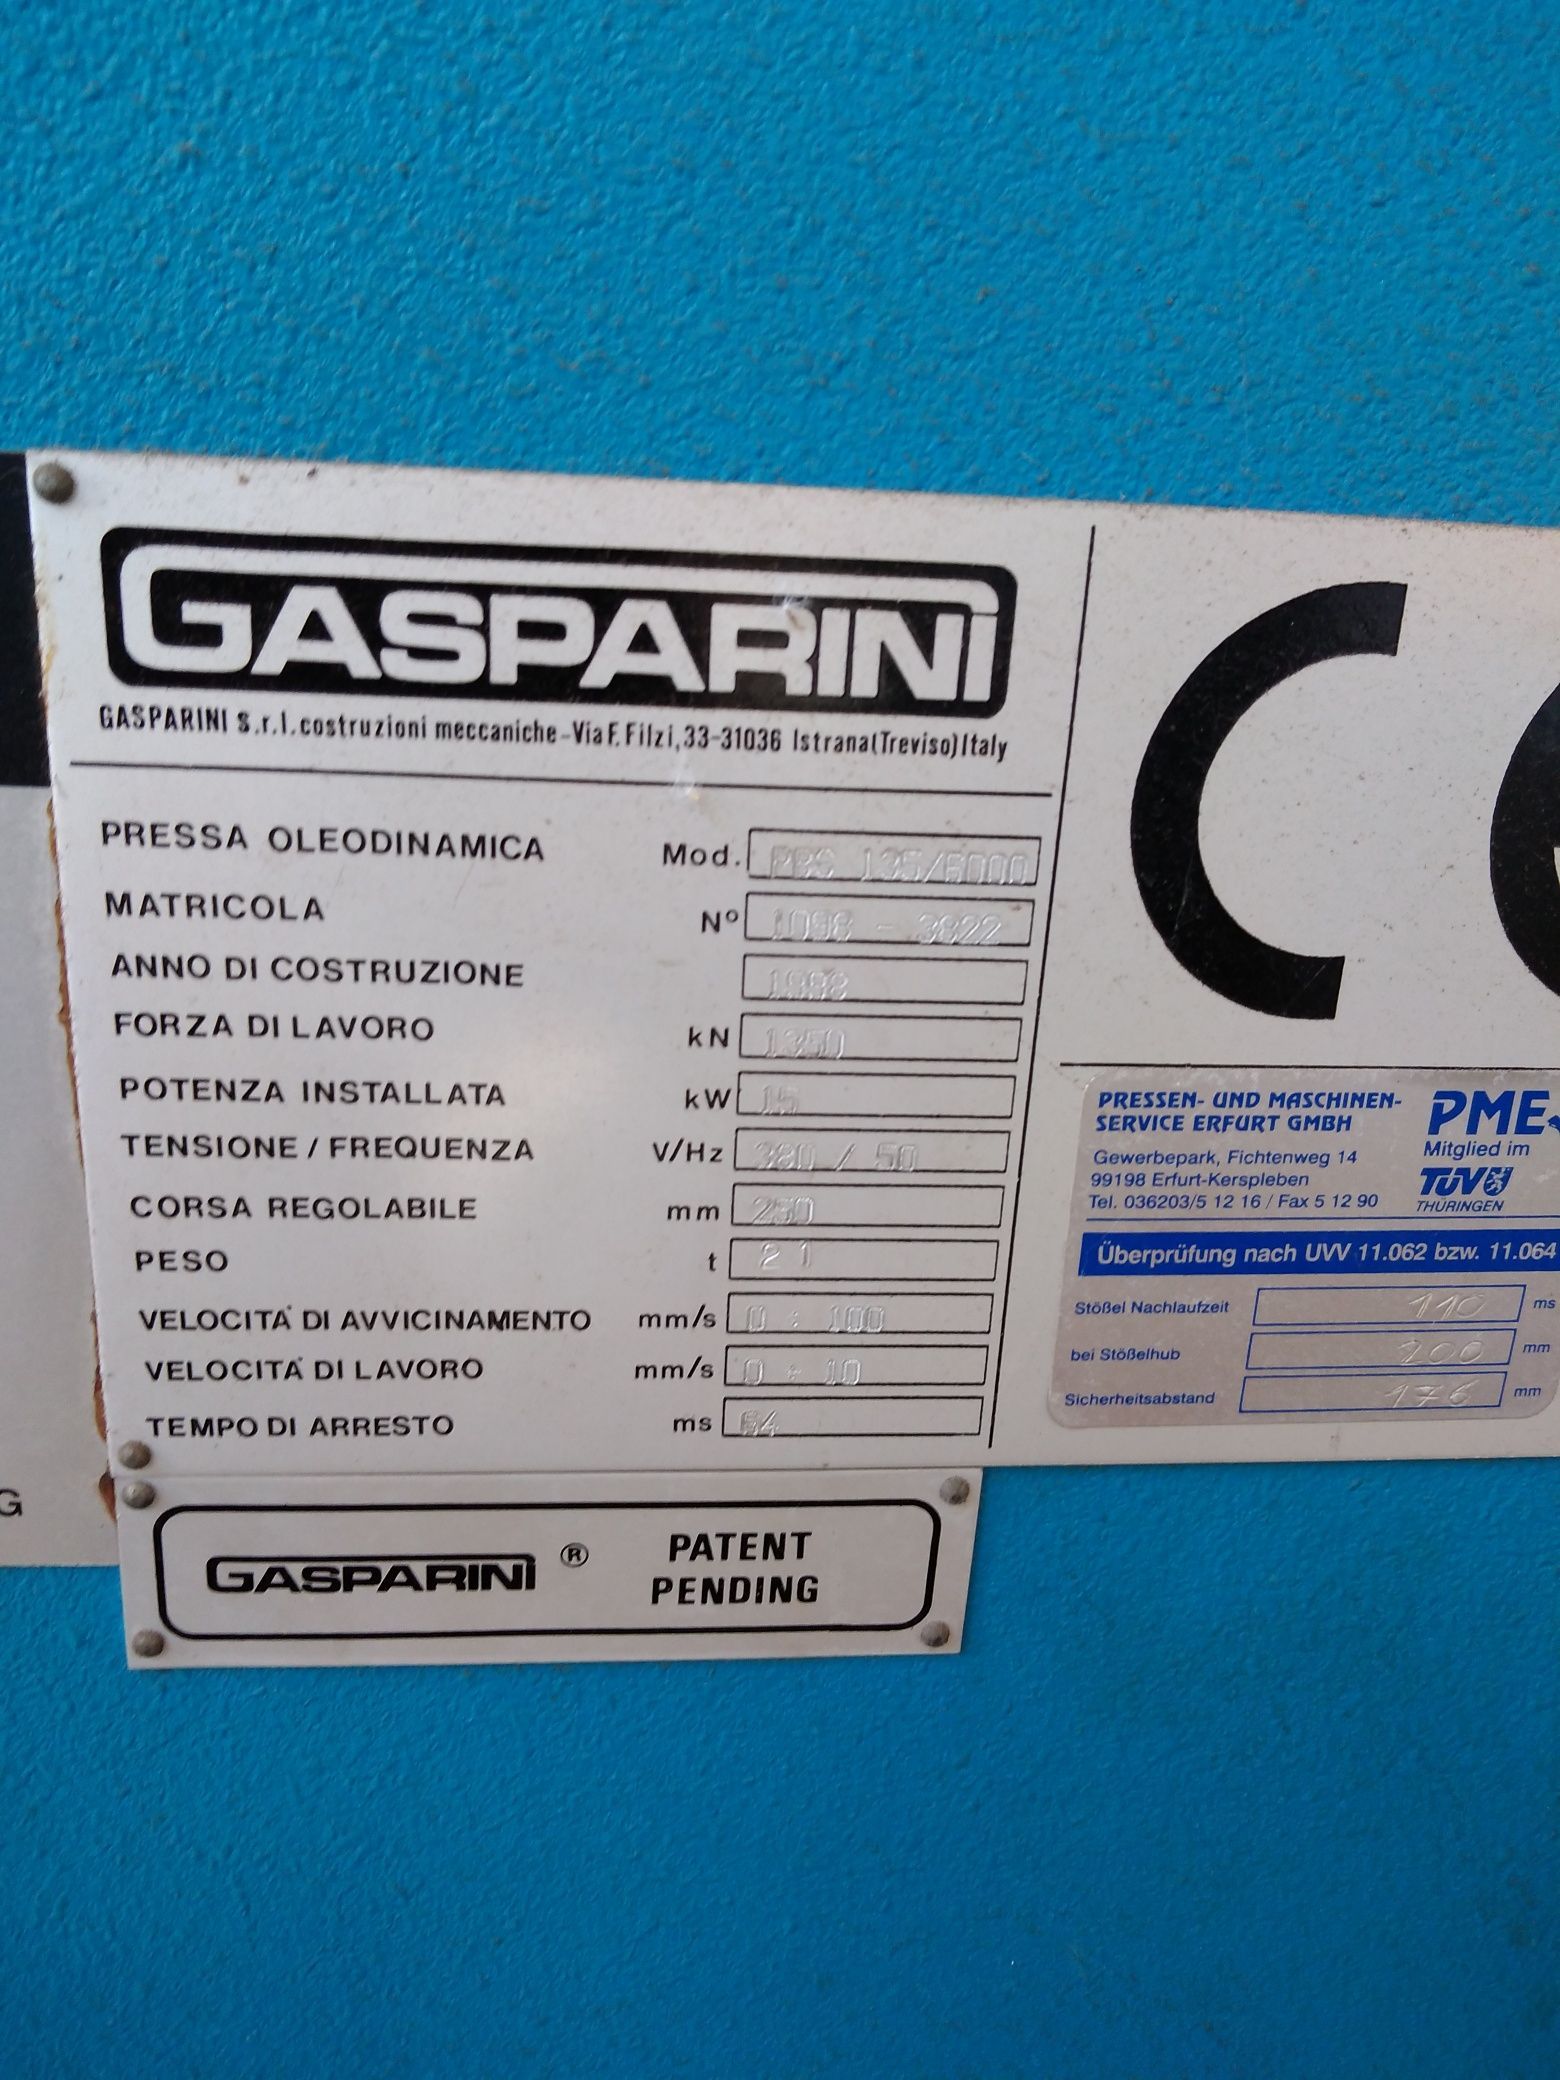 GASPARINI
GASPARINI S.r.l. costruzioni meccaniche - Via F. Filzi, 33-31036 Istrana (Treviso) Italy
PRESSA OLEODINAMICA Mod. PBS 135/6000
MATRICOLA N° 1098 - 3822
ANNO DI COSTRUZIONE 1998
FORZA DI LAVORO kN 1350
POTENZA INSTALLATA kW 15
TENSIONE / FREQUENZA V/Hz 380 / 50
CORSA REGOLABILE mm 250
PESO t 21
VELOCITA' DI AVVICINAMENTO mm/s 0 ÷ 100
VELOCITA' DI LAVORO mm/s 0 ÷ 10
TEMPO DI ARRESTO ms 64
GASPARINI ® PATENT
PENDING
G
CE
PRESSEN- UND MASCHINEN-
SERVICE ERFURT GMBH
Gewerbepark, Fichtenweg 14
99198 Erfurt-Kerspleben
Tel. 036203/5 12 16 / Fax 5 12 90
PME
Mitglied im
TÜV
THÜRINGEN
Überprüfung nach UVV 11.062 bzw. 11.064
Stößel Nachlaufzeit 110 ms
bei Stößelhub 200 mm
Sicherheitsabstand 176 mm